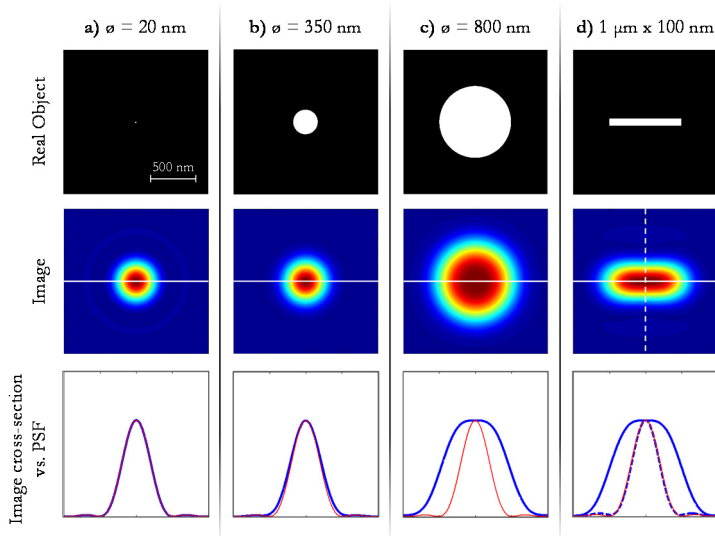 a) ø = 20 nm
b) ø = 350 nm
c) ø = 800 nm
d) 1 µm x 100 nm
Real Object
500 nm
Image
Image cross-section
vs. PSF